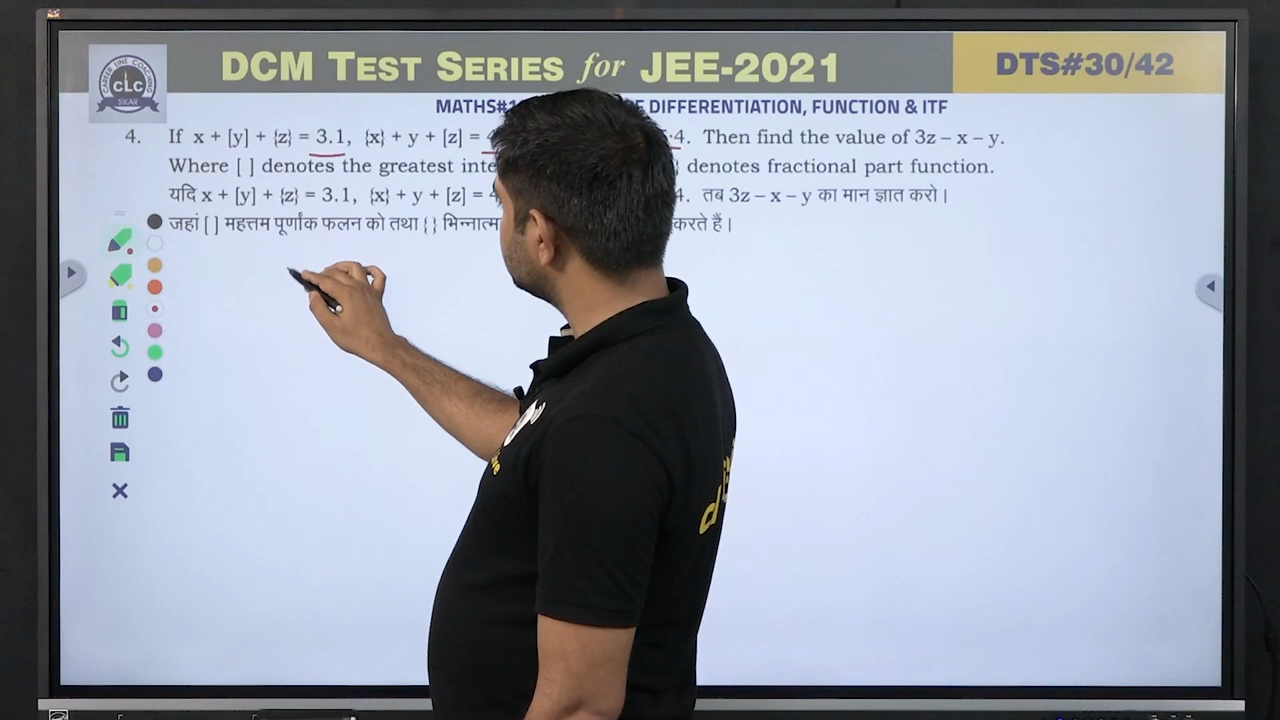 DCM TEST SERIES for JEE-2021
DTS#30/42
CAREER LINE COACHING
CLC
SIKAR
MATHS# DIFFERENTIATION, FUNCTION & ITF
4. If x + [y] + {z} = 3.1, {x} + y + [z] = 4. Then find the value of 3z – x – y.
Where [ ] denotes the greatest denotes fractional part function.
यदि x + [y] + {z} = 3.1, {x} + y + [z] = 4. तब 3z – x – y का मान ज्ञात करो।
जहां [ ] महत्तम पूर्णांक फलन को तथा { } करते हैं।